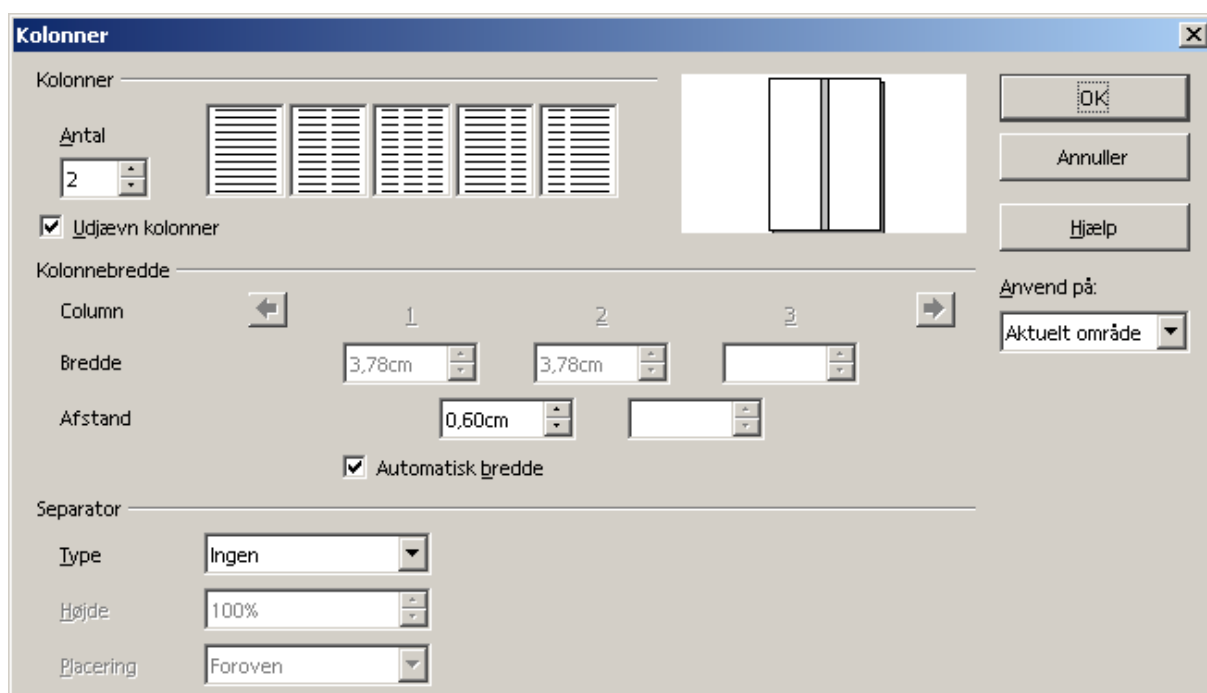 Kolonner
Kolonner
Antal
2
Udjævn kolonner
OK
Annuller
Hjælp
Anvend på:
Aktuelt område
Kolonnebredde
Column 1 2 3
Bredde 3,78cm 3,78cm
Afstand 0,60cm
Automatisk bredde
Separator
Type Ingen
Højde 100%
Placering Foroven